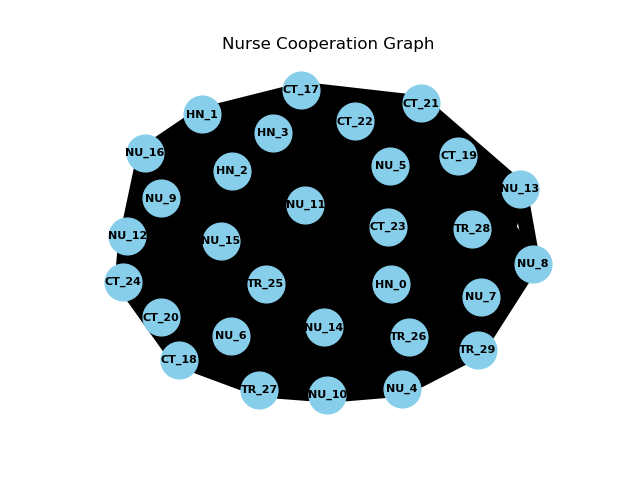 Nurse Cooperation Graph
CT_17
CT_21
HN_1
CT_22
HN_3
NU_16
CT_19
NU_5
HN_2
NU_13
NU_9
NU_11
CT_23
TR_28
NU_12
NU_15
NU_8
CT_24
TR_25
HN_0
NU_7
CT_20
NU_14
NU_6
TR_26
TR_29
CT_18
TR_27
NU_4
NU_10